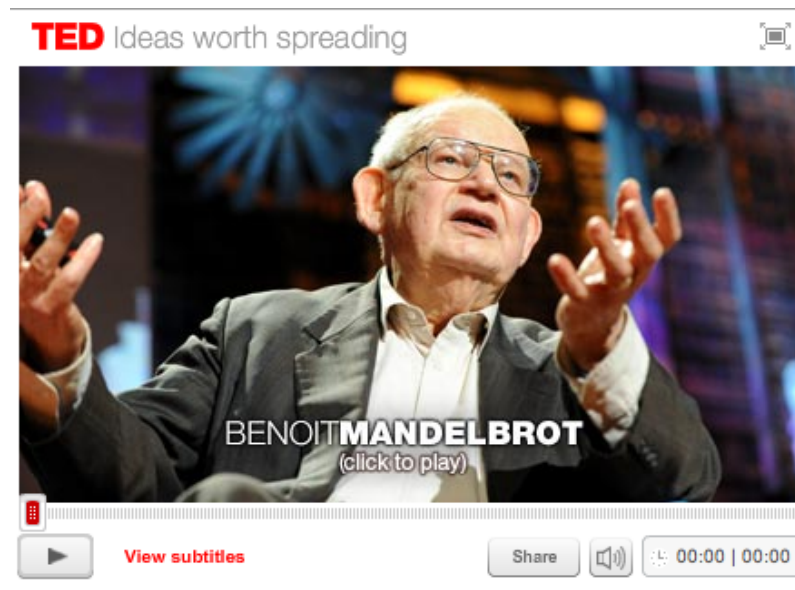 TED Ideas worth spreading
BENOITMANDELBROT
(click to play)
View subtitles
Share
00:00 | 00:00